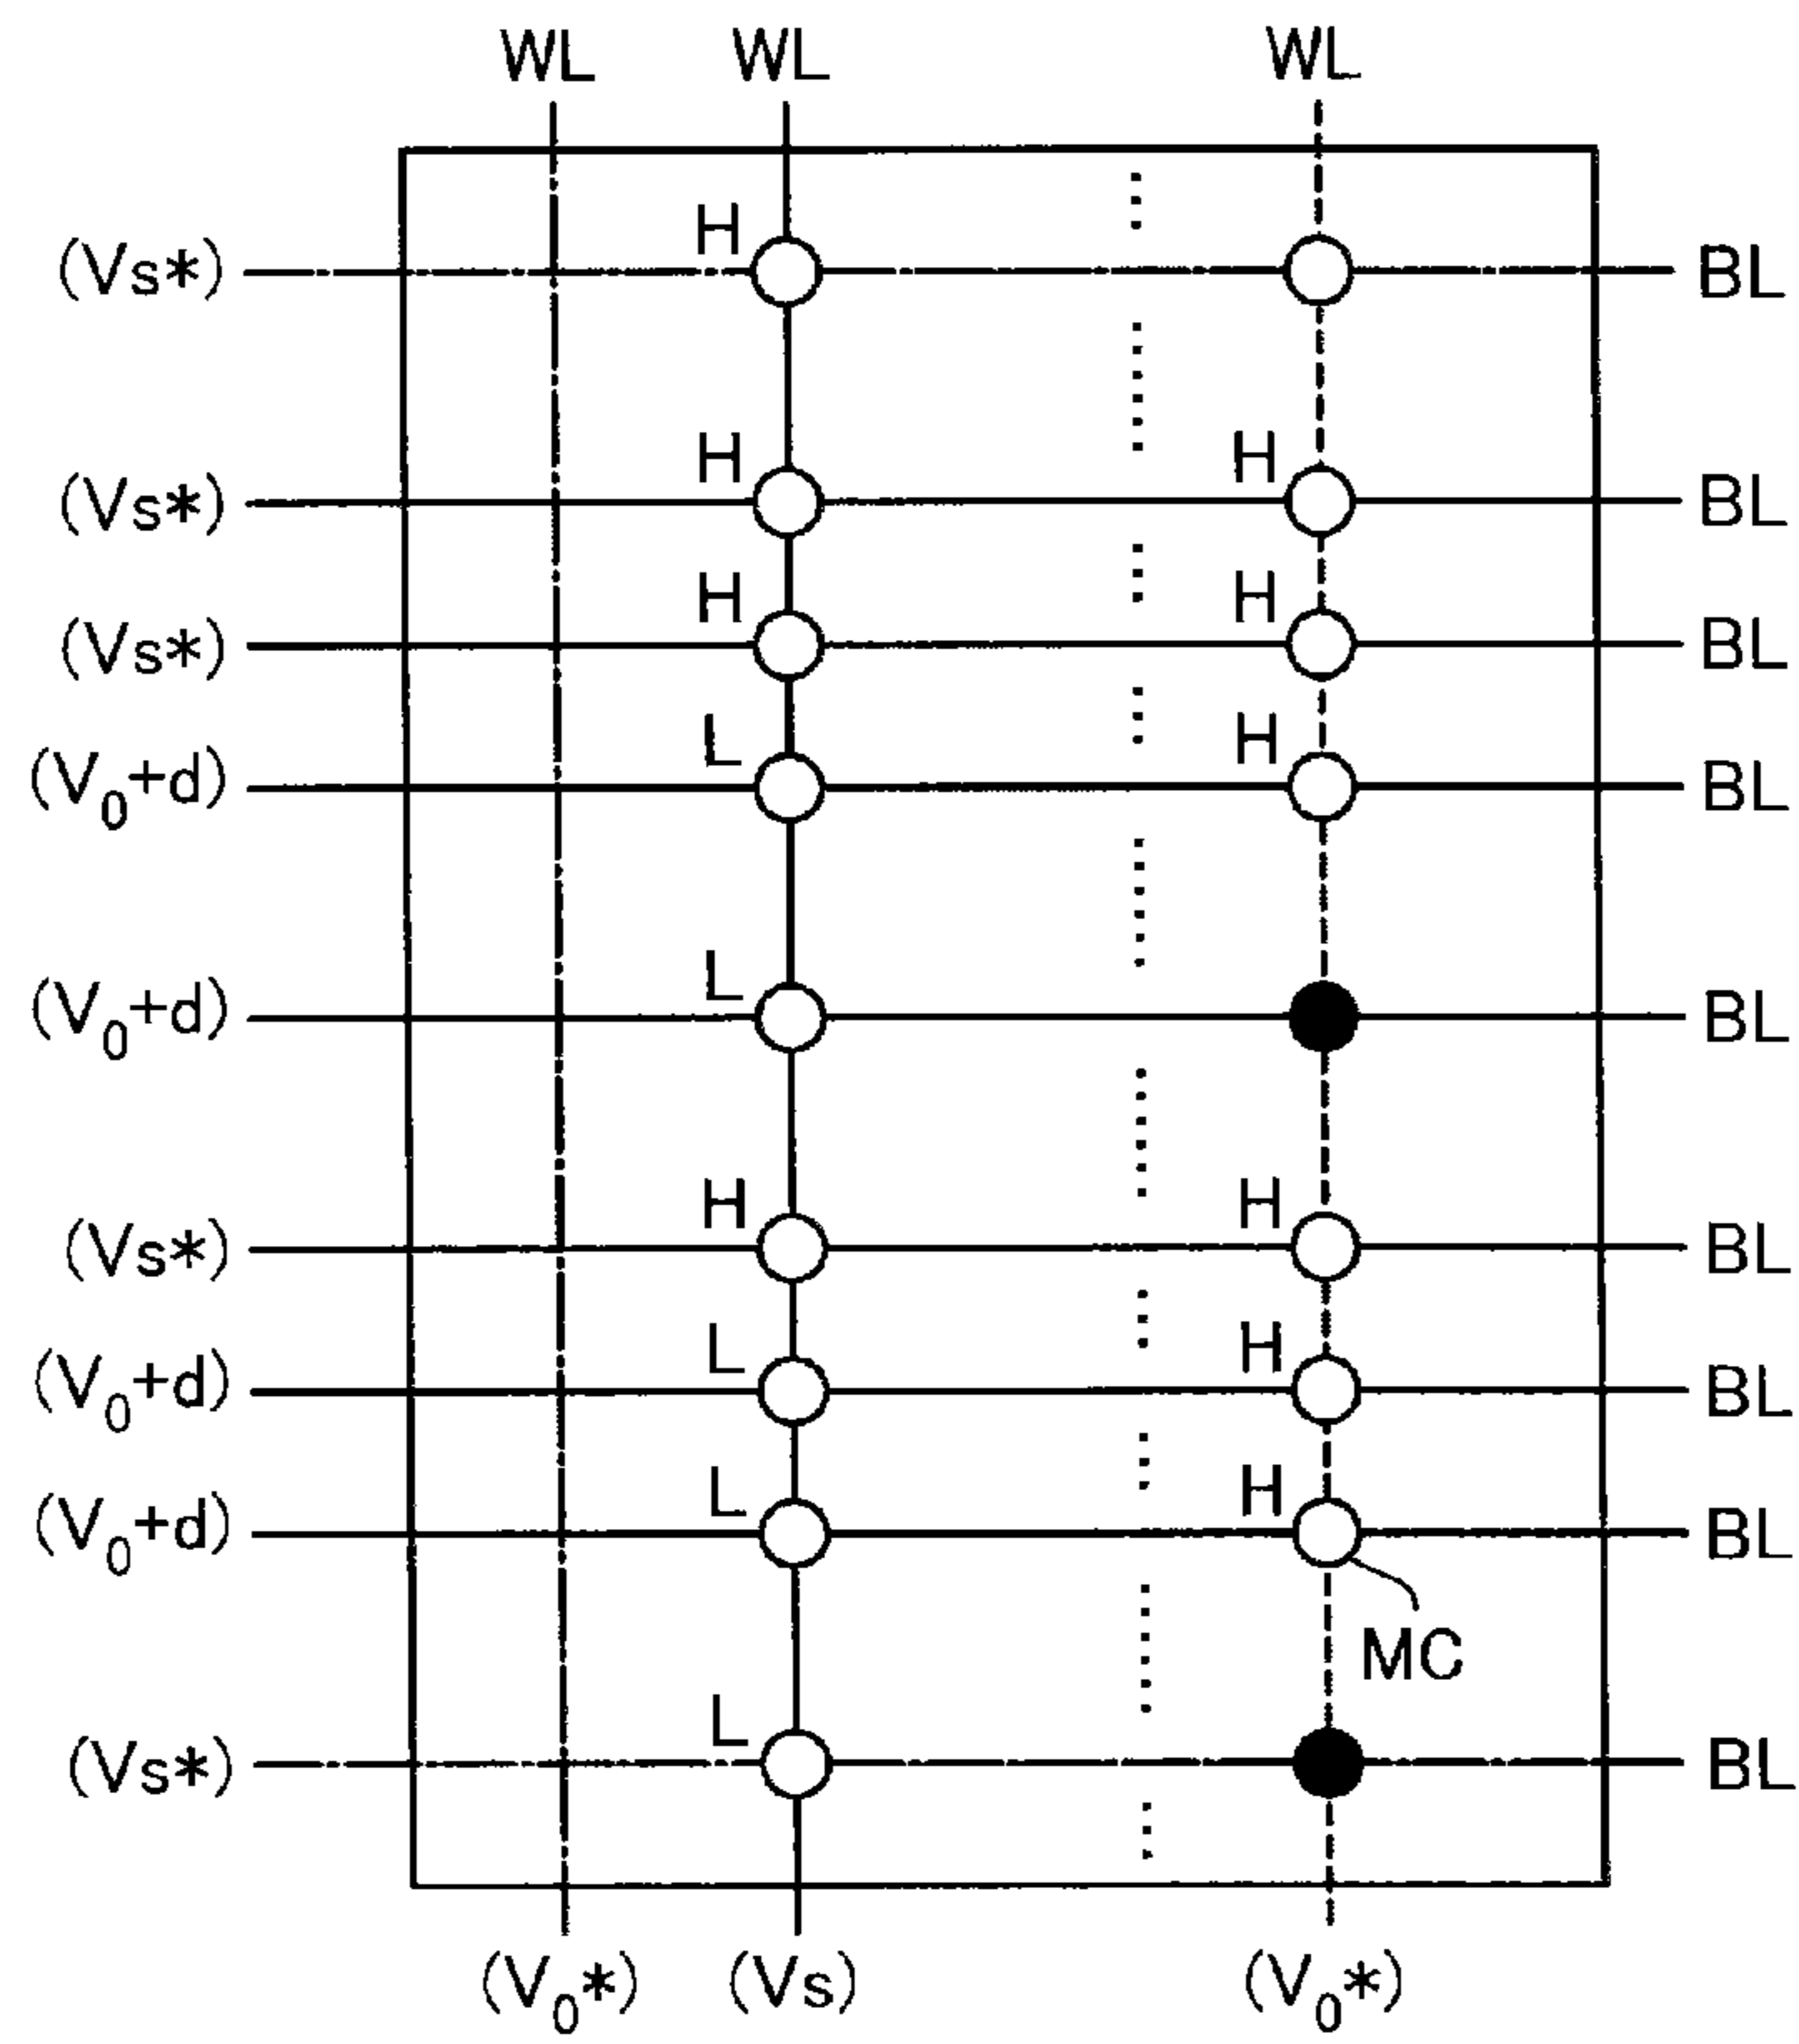 WL WL WL
H
(Vs*) BL
H H
(Vs*) BL
H H
(Vs*) BL
L H
(V₀+d) BL
L
(V₀+d) BL
H H
(Vs*) BL
L H
(V₀+d) BL
L H
(V₀+d) BL
MC
L
(Vs*) BL
(V₀*) (Vs) (V₀*)